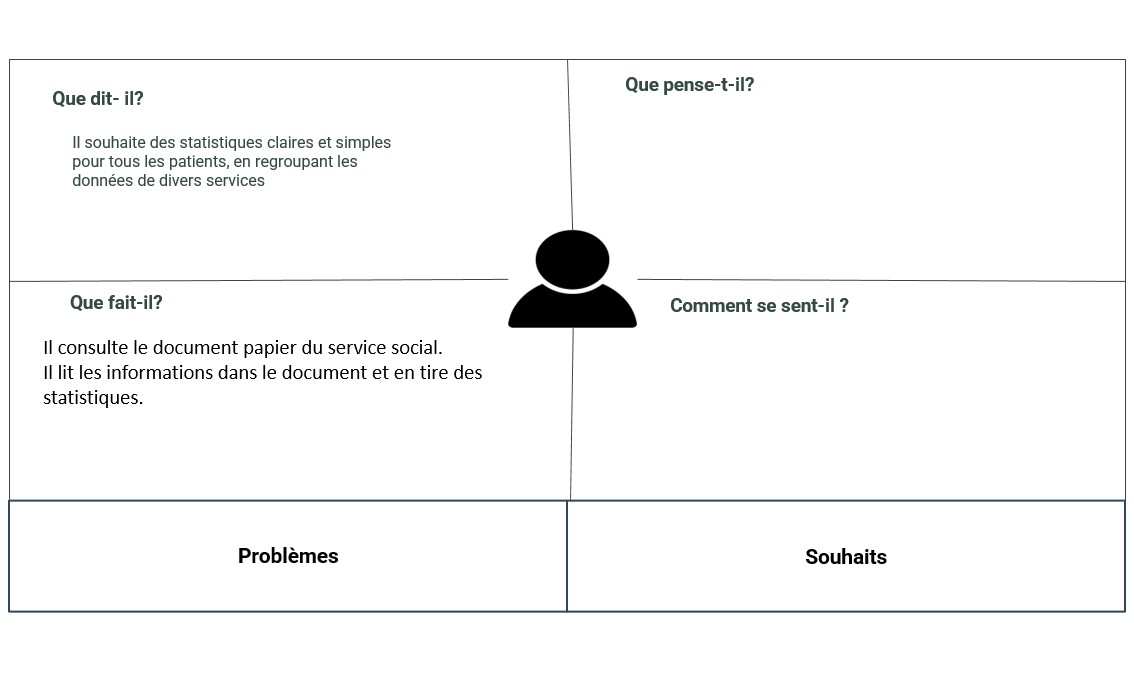 Que dit- il?
Il souhaite des statistiques claires et simples
pour tous les patients, en regroupant les
données de divers services
Que pense-t-il?
Que fait-il?
Il consulte le document papier du service social.
Il lit les informations dans le document et en tire des
statistiques.
Comment se sent-il ?
Problèmes
Souhaits